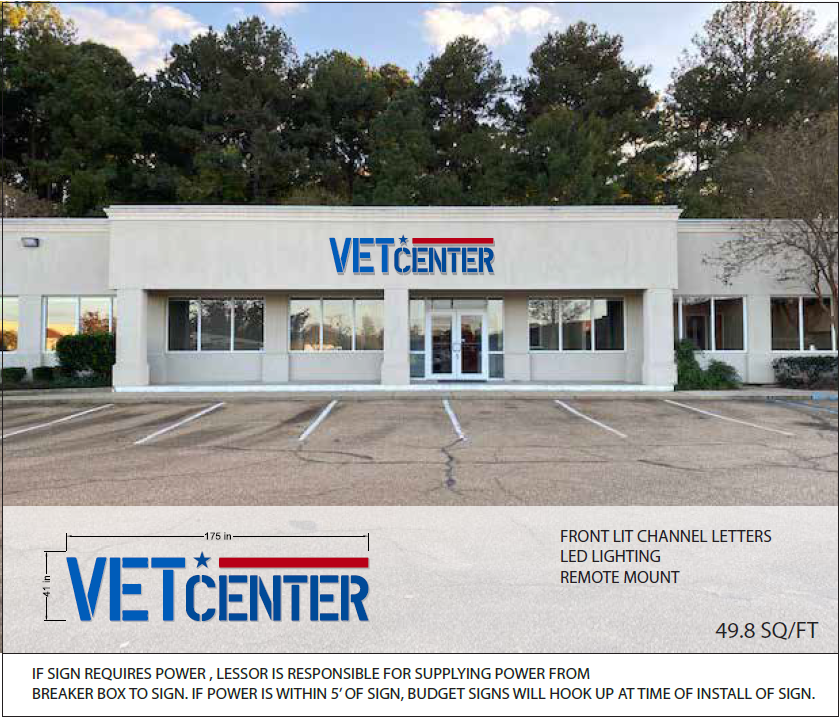 VETCENTER
175 in
41 in
VETCENTER
FRONT LIT CHANNEL LETTERS
LED LIGHTING
REMOTE MOUNT
49.8 SQ/FT
IF SIGN REQUIRES POWER , LESSOR IS RESPONSIBLE FOR SUPPLYING POWER FROM
BREAKER BOX TO SIGN. IF POWER IS WITHIN 5’ OF SIGN, BUDGET SIGNS WILL HOOK UP AT TIME OF INSTALL OF SIGN.